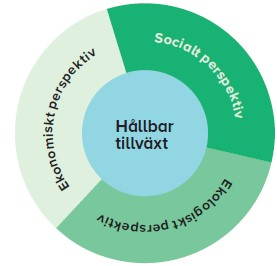 Socialt perspektiv
Ekonomiskt perspektiv
Hållbar
tillväxt
Ekologiskt perspektiv